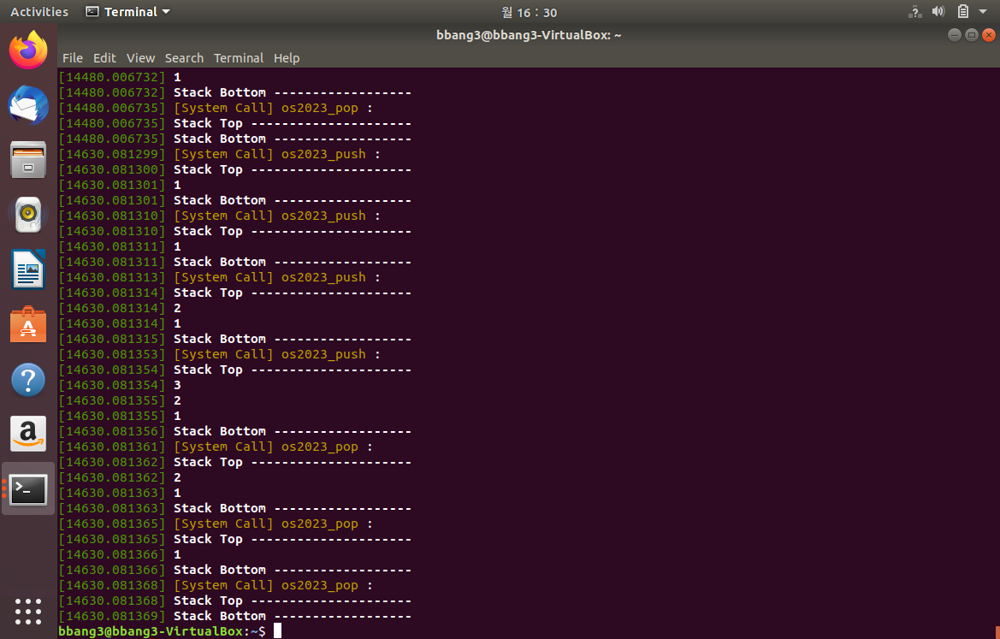 Activities Terminal 월 16 : 30
bbang3@bbang3-VirtualBox: ~
File Edit View Search Terminal Help
[14480.006732] 1
[14480.006732] Stack Bottom ------------------
[14480.006735] [System Call] os2023_pop :
[14480.006735] Stack Top ---------------------
[14480.006735] Stack Bottom ------------------
[14630.081299] [System Call] os2023_push :
[14630.081300] Stack Top ---------------------
[14630.081301] 1
[14630.081301] Stack Bottom ------------------
[14630.081310] [System Call] os2023_push :
[14630.081310] Stack Top ---------------------
[14630.081311] 1
[14630.081311] Stack Bottom ------------------
[14630.081313] [System Call] os2023_push :
[14630.081314] Stack Top ---------------------
[14630.081314] 2
[14630.081314] 1
[14630.081315] Stack Bottom ------------------
[14630.081353] [System Call] os2023_push :
[14630.081354] Stack Top ---------------------
[14630.081354] 3
[14630.081355] 2
[14630.081355] 1
[14630.081356] Stack Bottom ------------------
[14630.081361] [System Call] os2023_pop :
[14630.081362] Stack Top ---------------------
[14630.081362] 2
[14630.081363] 1
[14630.081363] Stack Bottom ------------------
[14630.081365] [System Call] os2023_pop :
[14630.081365] Stack Top ---------------------
[14630.081366] 1
[14630.081366] Stack Bottom ------------------
[14630.081368] [System Call] os2023_pop :
[14630.081368] Stack Top ---------------------
[14630.081369] Stack Bottom ------------------
bbang3@bbang3-VirtualBox:~$